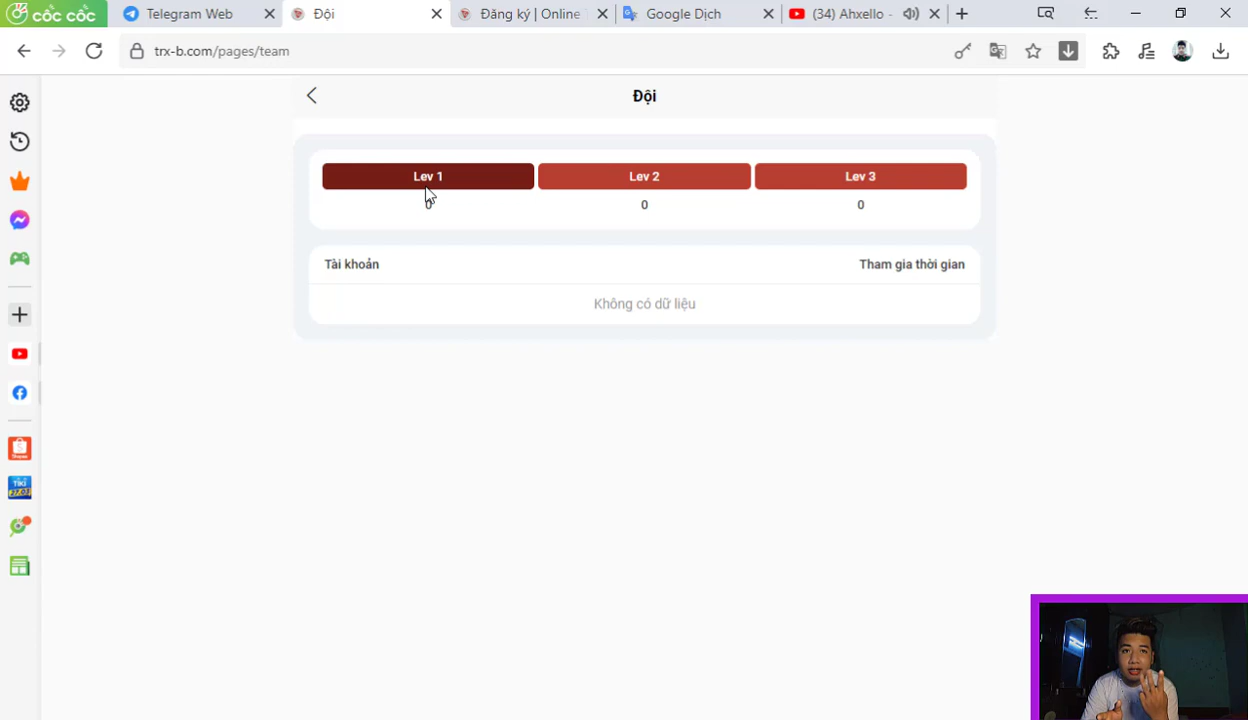 cốc cốc
Telegram Web
Đội
Đăng ký | Online
Google Dịch
(34) Ahxello -
trx-b.com/pages/team
Đội
Lev 1
Lev 2
Lev 3
0
0
0
Tài khoản
Tham gia thời gian
Không có dữ liệu
TIKI